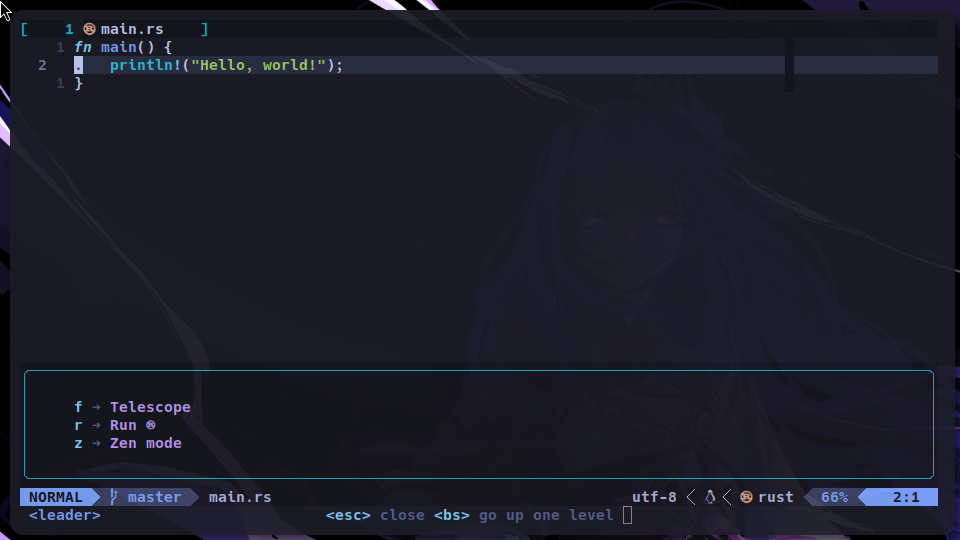 [ 1 main.rs ]
1 fn main() {
2 . println!("Hello, world!");
1 }
f → Telescope
r → Run
z → Zen mode
NORMAL master main.rs utf-8 rust 66% 2:1
<leader> <esc> close <bs> go up one level